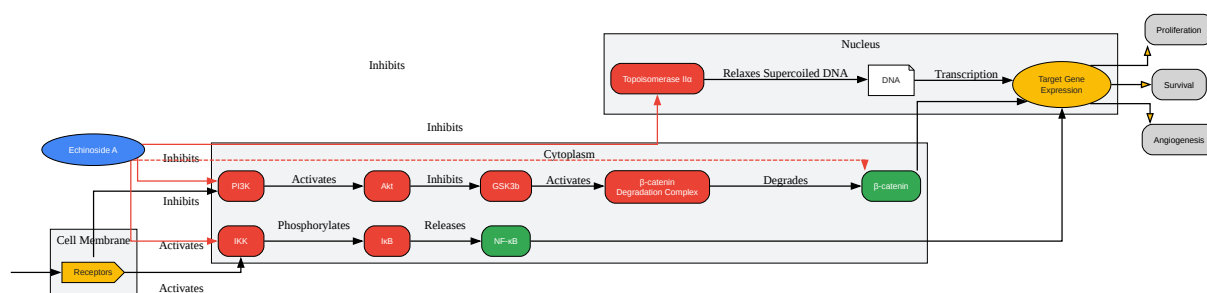 Proliferation
Nucleus
Inhibits
Topoisomerase IIα
Relaxes Supercoiled DNA
DNA
Transcription
Target Gene
Expression
Survival
Inhibits
Angiogenesis
Echinoside A
Inhibits
Cytoplasm
PI3K
Activates
Akt
Inhibits
GSK3b
Activates
β-catenin
Degradation Complex
Degrades
β-catenin
Inhibits
Phosphorylates
Releases
Cell Membrane
Activates
IKK
IκB
NF-κB
Receptors
Activates